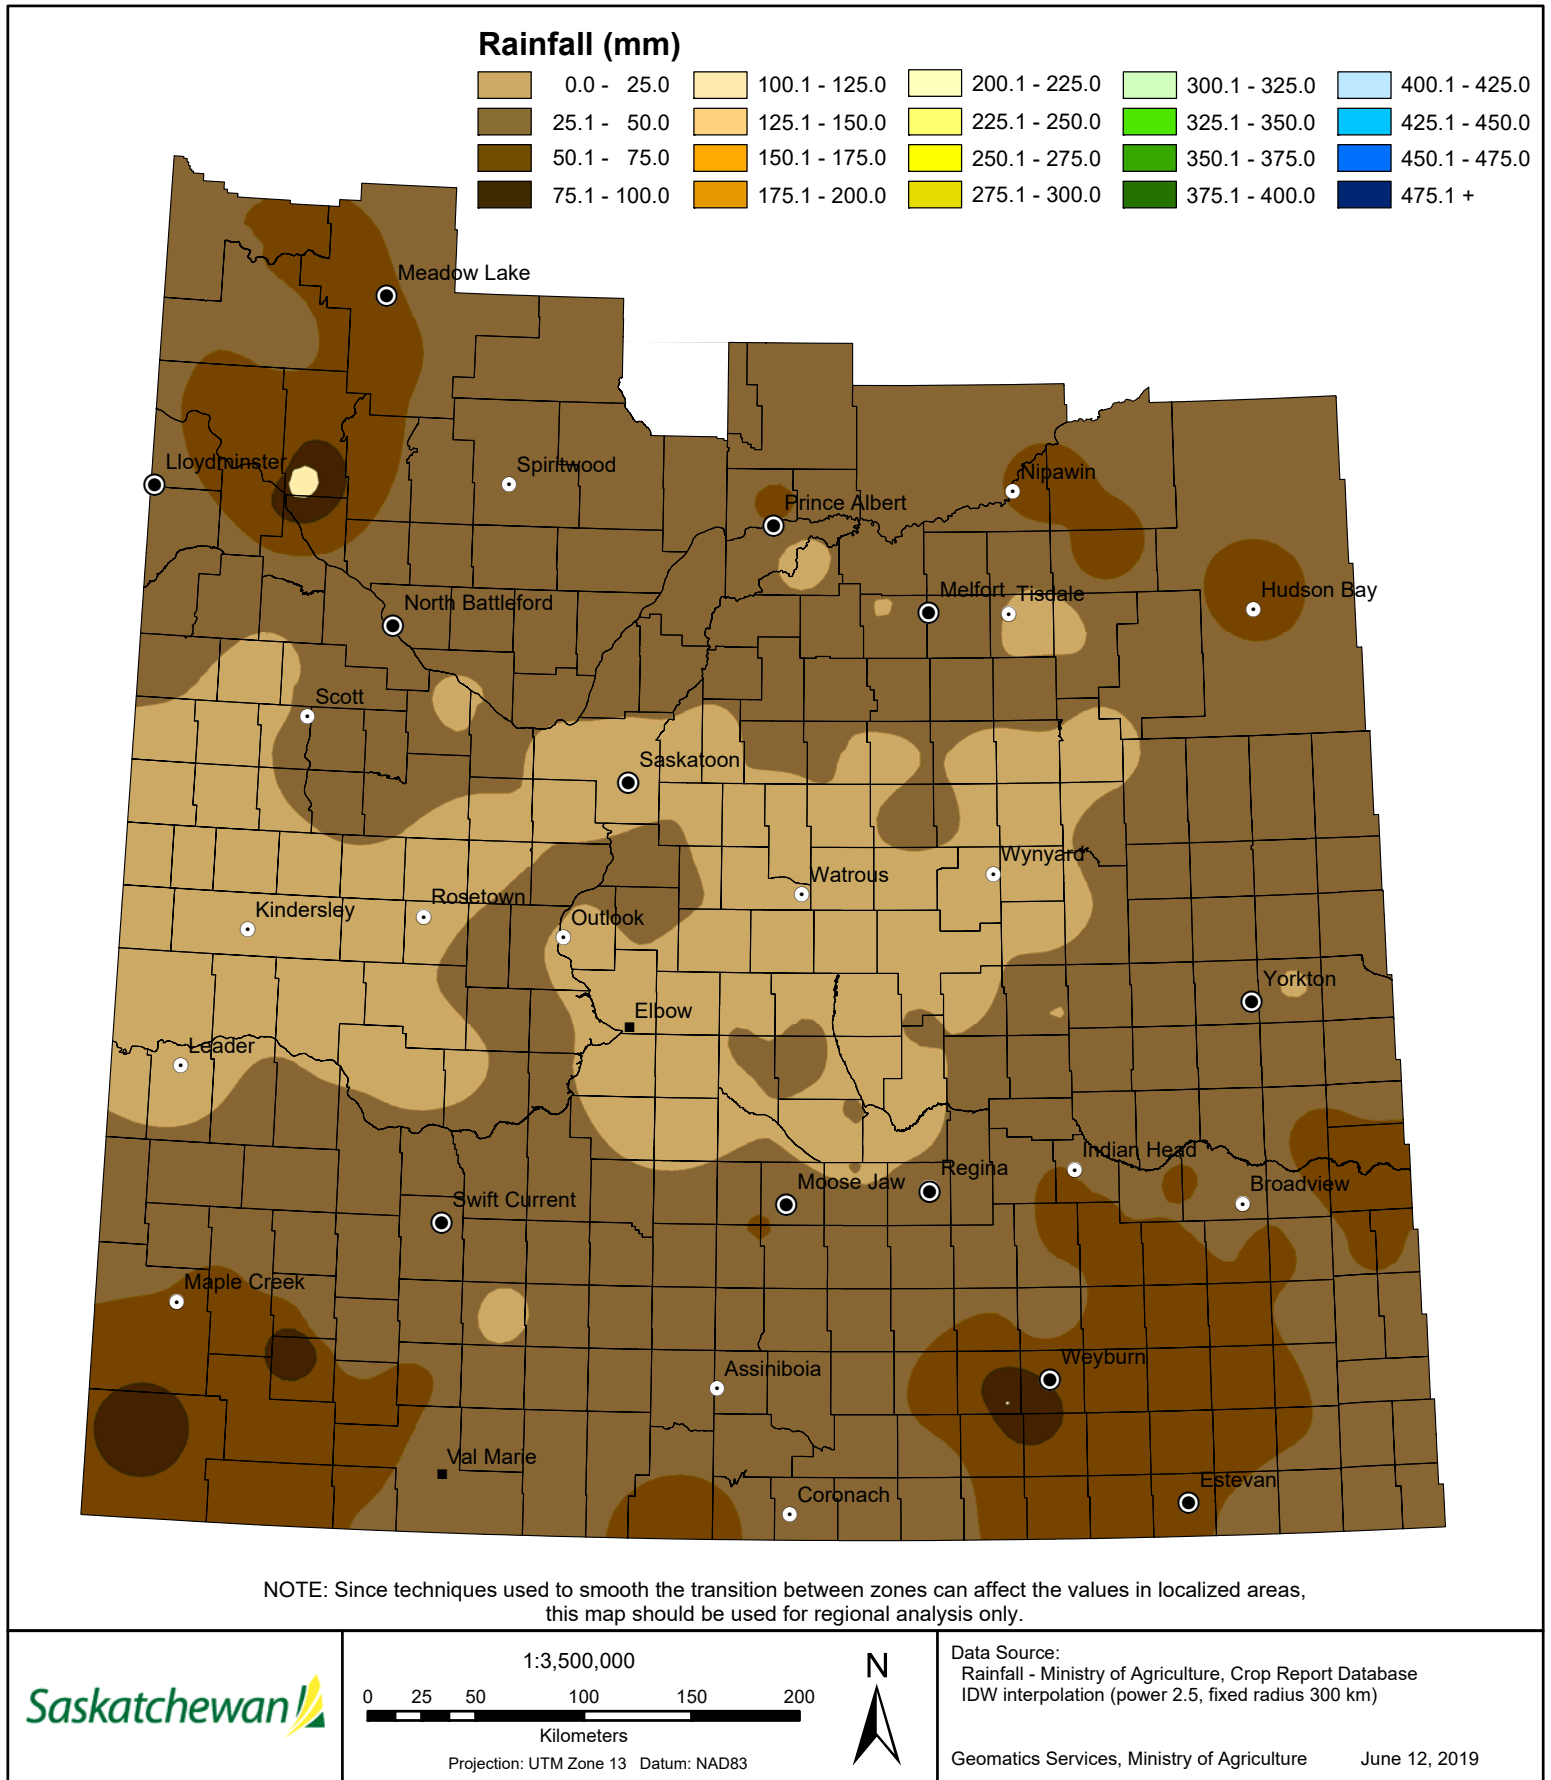 Rainfall (mm)
0.0 - 25.0
25.1 - 50.0
50.1 - 75.0
75.1 - 100.0
100.1 - 125.0
125.1 - 150.0
150.1 - 175.0
175.1 - 200.0
200.1 - 225.0
225.1 - 250.0
250.1 - 275.0
275.1 - 300.0
300.1 - 325.0
325.1 - 350.0
350.1 - 375.0
375.1 - 400.0
400.1 - 425.0
425.1 - 450.0
450.1 - 475.0
475.1 +
Meadow Lake
Lloydminster
Spiritwood
Nipawin
Prince Albert
North Battleford
Melfort
Tisdale
Hudson Bay
Scott
Saskatoon
Wynyard
Watrous
Rosetown
Kindersley
Outlook
Yorkton
Elbow
Leader
Indian Head
Regina
Moose Jaw
Broadview
Swift Current
Maple Creek
Weyburn
Assiniboia
Val Marie
Estevan
Coronach
NOTE: Since techniques used to smooth the transition between zones can affect the values in localized areas,
this map should be used for regional analysis only.
Saskatchewan
1:3,500,000
0 25 50 100 150 200
Kilometers
Projection: UTM Zone 13 Datum: NAD83
N
Data Source:
Rainfall - Ministry of Agriculture, Crop Report Database
IDW interpolation (power 2.5, fixed radius 300 km)
Geomatics Services, Ministry of Agriculture June 12, 2019